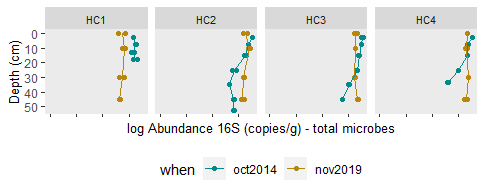 HC1 HC2 HC3 HC4
Depth (cm)
0
10
20
30
40
50
log Abundance 16S (copies/g) - total microbes
when oct2014 nov2019